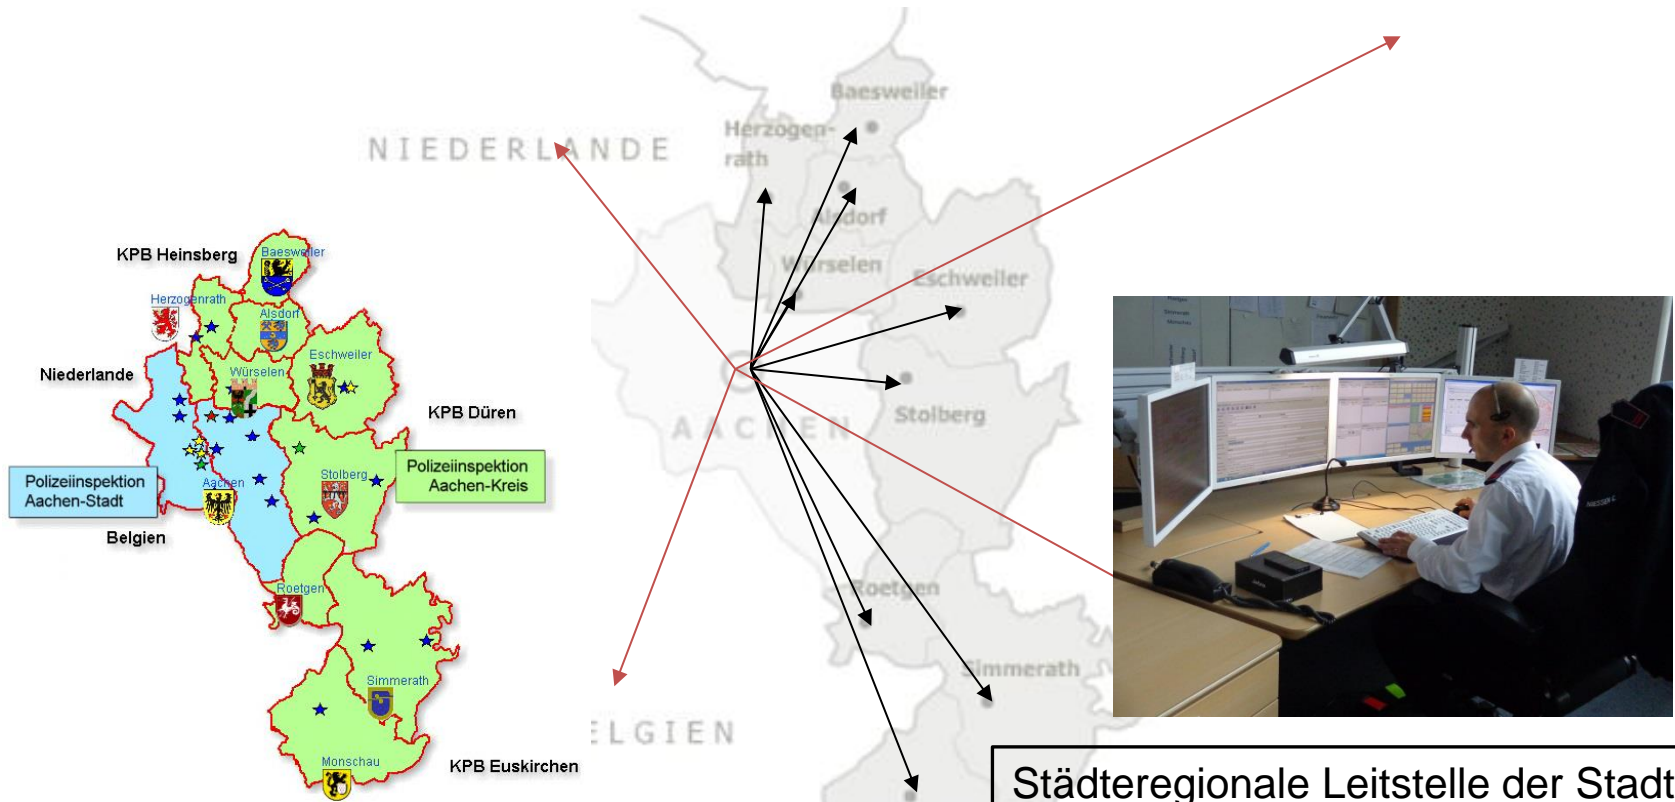 NIEDERLANDE
Baesweiler
Herzogen-
rath
Alsdorf
Würselen
Eschweiler
Stolberg
AACHEN
Roetgen
Simmerath
ELGIEN
KPB Heinsberg
Baesweiler
Herzogenrath
Alsdorf
Eschweiler
Niederlande
Würselen
KPB Düren
Polizeiinspektion
Aachen-Stadt
Aachen
Stolberg
Polizeiinspektion
Aachen-Kreis
Belgien
Roetgen
Simmerath
Monschau
KPB Euskirchen
Städteregionale Leitstelle der Stadt